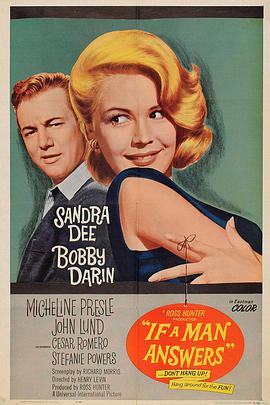 SANDRA
DEE
BOBBY
DARIN
MICHELINE PRESLE
JOHN LUND
CESAR ROMERO
STEFANIE POWERS
Screenplay by RICHARD MORRIS
Directed by HENRY LEVIN
Produced by ROSS HUNTER
A Universal-International Picture
in Eastman
COLOR
A ROSS HUNTER
PRODUCTION
"IF A MAN
ANSWERS"
...DON'T HANG UP!
Hang around for the FUN!